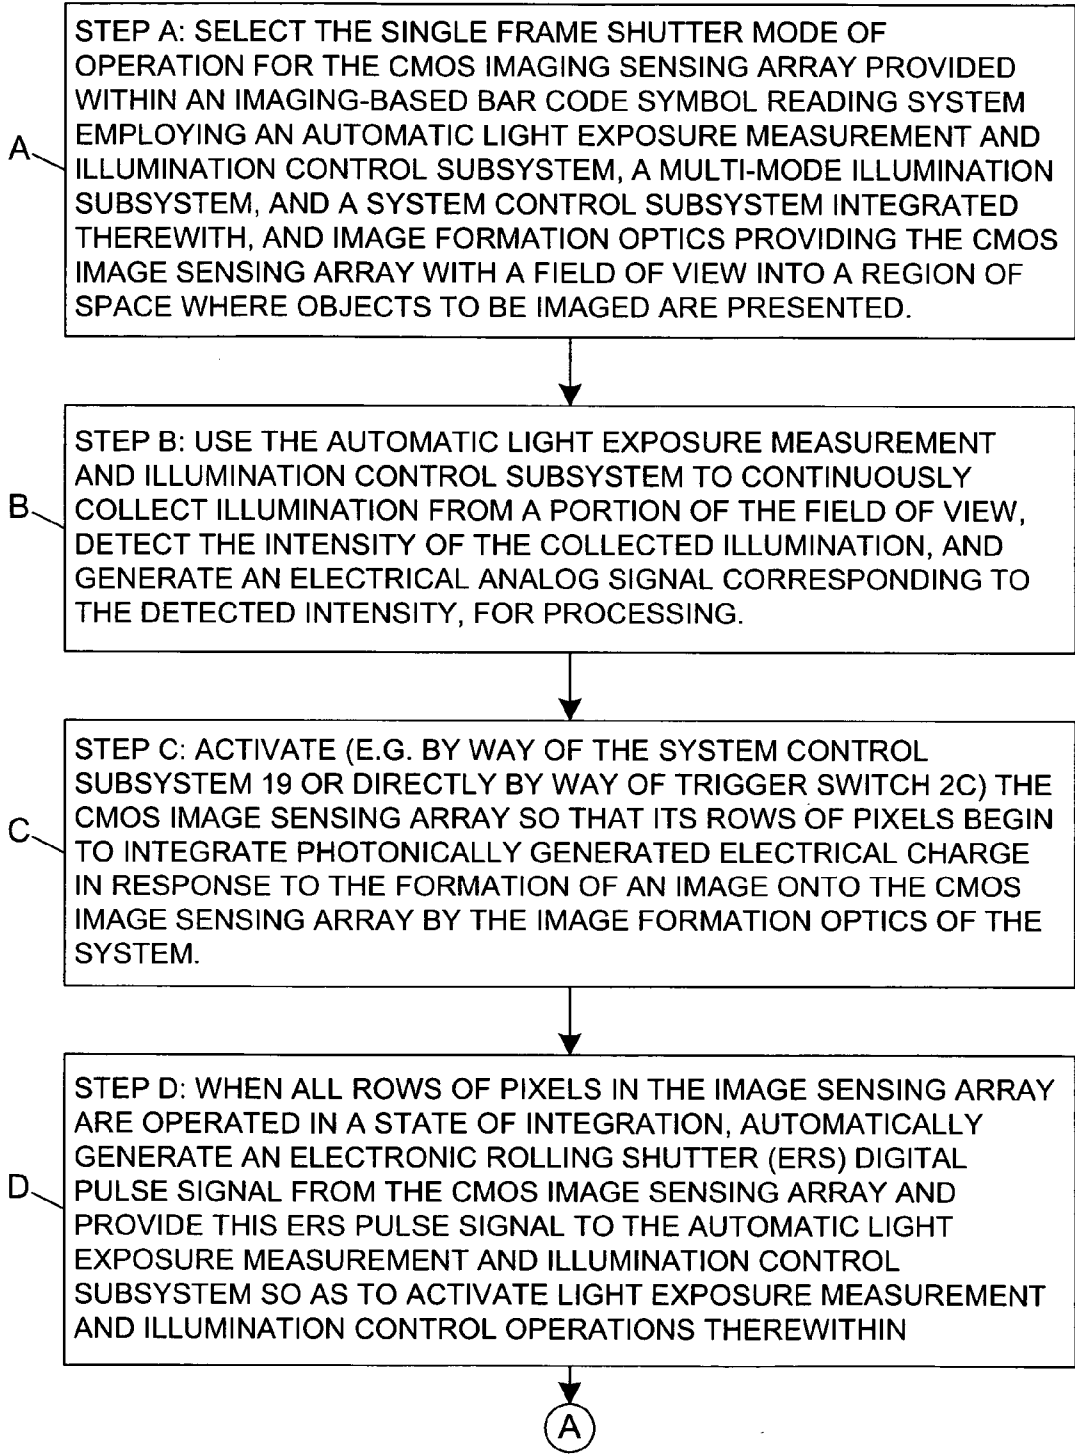 STEP A: SELECT THE SINGLE FRAME SHUTTER MODE OF
OPERATION FOR THE CMOS IMAGING SENSING ARRAY PROVIDED
WITHIN AN IMAGING-BASED BAR CODE SYMBOL READING SYSTEM
EMPLOYING AN AUTOMATIC LIGHT EXPOSURE MEASUREMENT AND
ILLUMINATION CONTROL SUBSYSTEM, A MULTI-MODE ILLUMINATION
SUBSYSTEM, AND A SYSTEM CONTROL SUBSYSTEM INTEGRATED
THEREWITH, AND IMAGE FORMATION OPTICS PROVIDING THE CMOS
IMAGE SENSING ARRAY WITH A FIELD OF VIEW INTO A REGION OF
SPACE WHERE OBJECTS TO BE IMAGED ARE PRESENTED.
A
STEP B: USE THE AUTOMATIC LIGHT EXPOSURE MEASUREMENT
AND ILLUMINATION CONTROL SUBSYSTEM TO CONTINUOUSLY
COLLECT ILLUMINATION FROM A PORTION OF THE FIELD OF VIEW,
DETECT THE INTENSITY OF THE COLLECTED ILLUMINATION, AND
GENERATE AN ELECTRICAL ANALOG SIGNAL CORRESPONDING TO
THE DETECTED INTENSITY, FOR PROCESSING.
B
STEP C: ACTIVATE (E.G. BY WAY OF THE SYSTEM CONTROL
SUBSYSTEM 19 OR DIRECTLY BY WAY OF TRIGGER SWITCH 2C) THE
CMOS IMAGE SENSING ARRAY SO THAT ITS ROWS OF PIXELS BEGIN
TO INTEGRATE PHOTONICALLY GENERATED ELECTRICAL CHARGE
IN RESPONSE TO THE FORMATION OF AN IMAGE ONTO THE CMOS
IMAGE SENSING ARRAY BY THE IMAGE FORMATION OPTICS OF THE
SYSTEM.
C
STEP D: WHEN ALL ROWS OF PIXELS IN THE IMAGE SENSING ARRAY
ARE OPERATED IN A STATE OF INTEGRATION, AUTOMATICALLY
GENERATE AN ELECTRONIC ROLLING SHUTTER (ERS) DIGITAL
PULSE SIGNAL FROM THE CMOS IMAGE SENSING ARRAY AND
PROVIDE THIS ERS PULSE SIGNAL TO THE AUTOMATIC LIGHT
EXPOSURE MEASUREMENT AND ILLUMINATION CONTROL
SUBSYSTEM SO AS TO ACTIVATE LIGHT EXPOSURE MEASUREMENT
AND ILLUMINATION CONTROL OPERATIONS THEREWITHIN
D
A